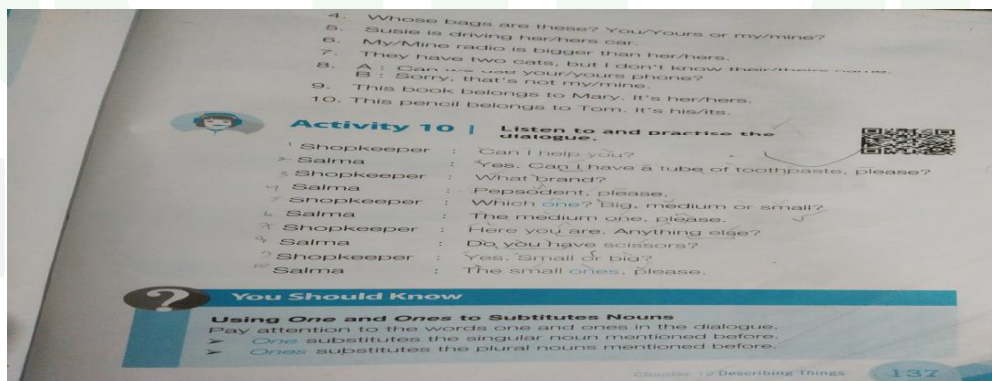 4. Whose bags are these? You/Yours or my/mine?
5. Susie is driving her/hers car.
6. My/Mine radio is bigger than her/hers.
7. They have two cats, but I don't know their/theirs
8. A : Can we use your/yours phone?
B : Sorry, that's not my/mine.
9. This book belongs to Mary. It's her/hers.
10. This pencil belongs to Tom. It's his/its.
Activity 10 | Listen to and practise the
dialogue.
1 Shopkeeper : Can I help you?
2 Salma : Yes. Can I have a tube of toothpaste, please?
3 Shopkeeper : What brand?
4 Salma : Pepsodent, please.
Shopkeeper : Which one? Big, medium or small?
6 Salma : The medium one, please.
Shopkeeper : Here you are. Anything else?
Salma : Do you have scissors?
Shopkeeper : Yes. Small or big?
10 Salma : The small ones, please.
? You Should Know
Using One and Ones to Subtitutes Nouns
Pay attention to the words one and ones in the dialogue.
➤ One substitutes the singular noun mentioned before.
➤ Ones substitutes the plural nouns mentioned before.
Describing Things 137